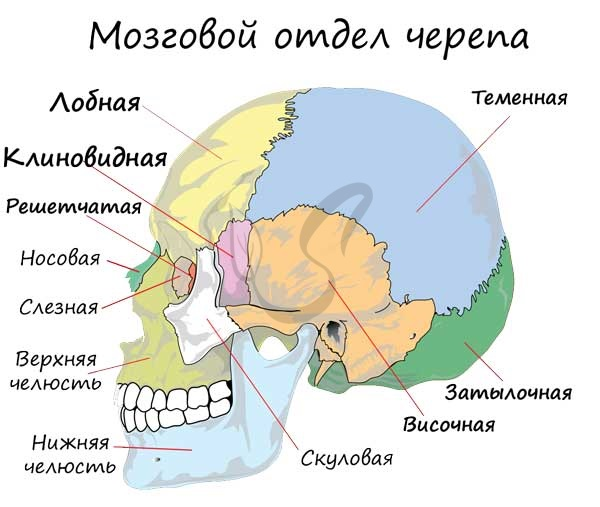 Мозговой отдел черепа
Лобная
Теменная
Клиновидная
Решетчатая
Носовая
Слезная
Верхняя
челюсть
Затылочная
Височная
Нижняя
челюсть
Скуловая